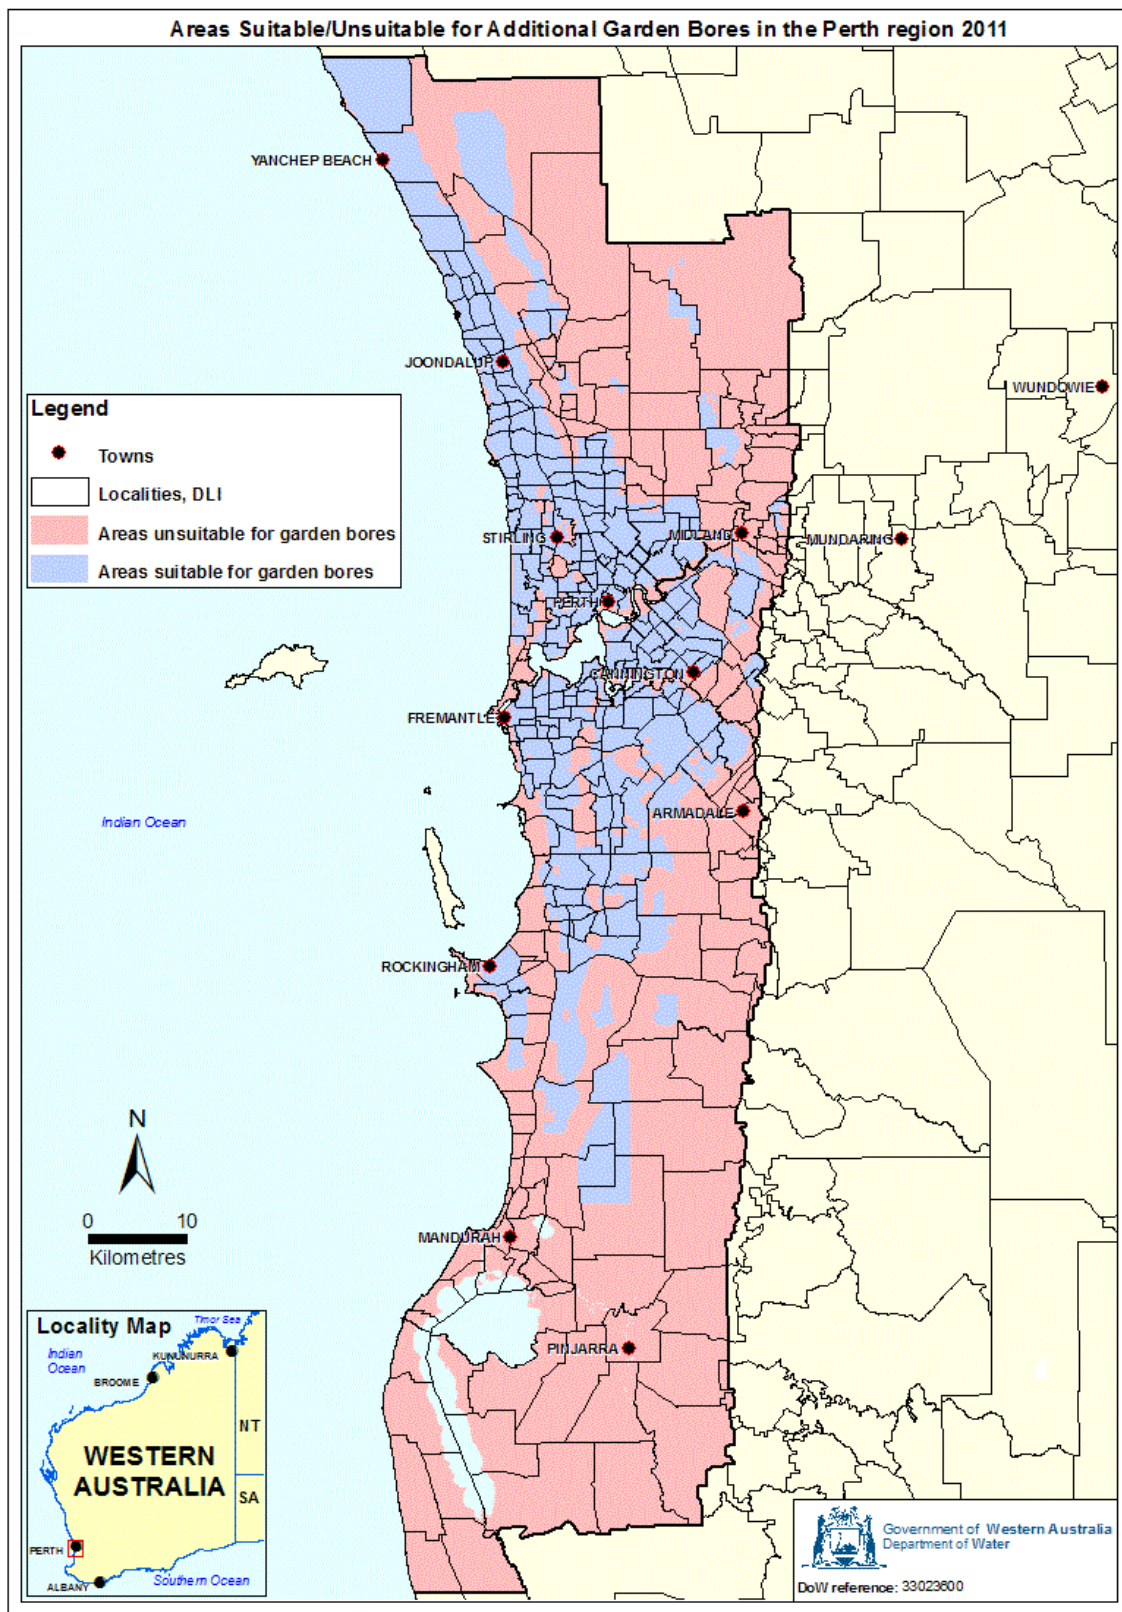 Areas Suitable/Unsuitable for Additional Garden Bores in the Perth region 2011
YANCHEP BEACH
JOONDALUP
WUNDOWIE
Legend
Towns
Localities, DLI
Areas unsuitable for garden bores
Areas suitable for garden bores
STIRLING
MIDLAND
MUNDARING
PERTH
CANNINGTON
FREMANTLE
ARMADALE
Indian Ocean
ROCKINGHAM
N
0 10
Kilometres
MANDURAH
PINJARRA
Locality Map
Timor Sea
Indian
Ocean
KUNUNURRA
BROOME
NT
WESTERN
AUSTRALIA
SA
PERTH
ALBANY
Southern Ocean
Government of Western Australia
Department of Water
DoW reference: 33023600